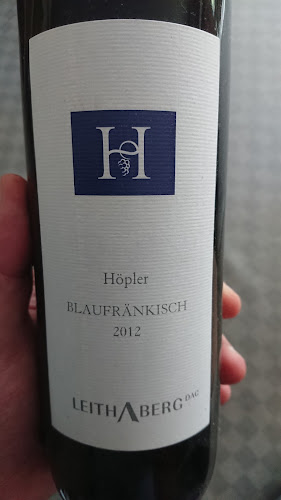 H
Höpler
BLAUFRÄNKISCH
2012
LEITHABERG DAC